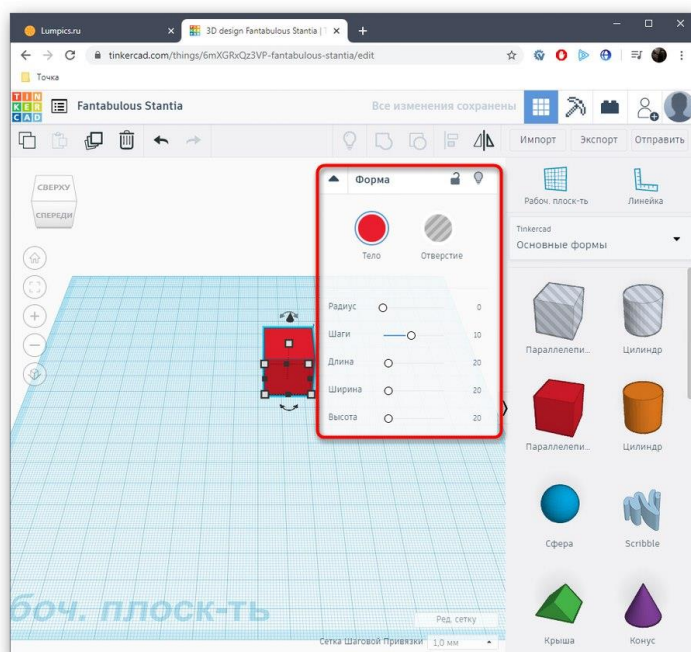 Lumpics.ru
3D design Fantabulous Stantia | T
tinkercad.com/things/6mXGRxQz3VP-fantabulous-stantia/edit
Точка
TIN
KER
CAD
Fantabulous Stantia
Все изменения сохранены
Импорт
Экспорт
Отправить
СВЕРХУ
СПЕРЕДИ
Форма
Тело
Отверстие
Радиус 0
Шаги 10
Длина 20
Ширина 20
Высота 20
Рабоч. плоск-ть
Линейка
Tinkercad
Основные формы
Параллелепи...
Цилиндр
Параллелепи...
Цилиндр
Сфера
Scribble
Крыша
Конус
боч. плоск-ть
Ред. сетку
Сетка Шаговой Привязки 1,0 мм